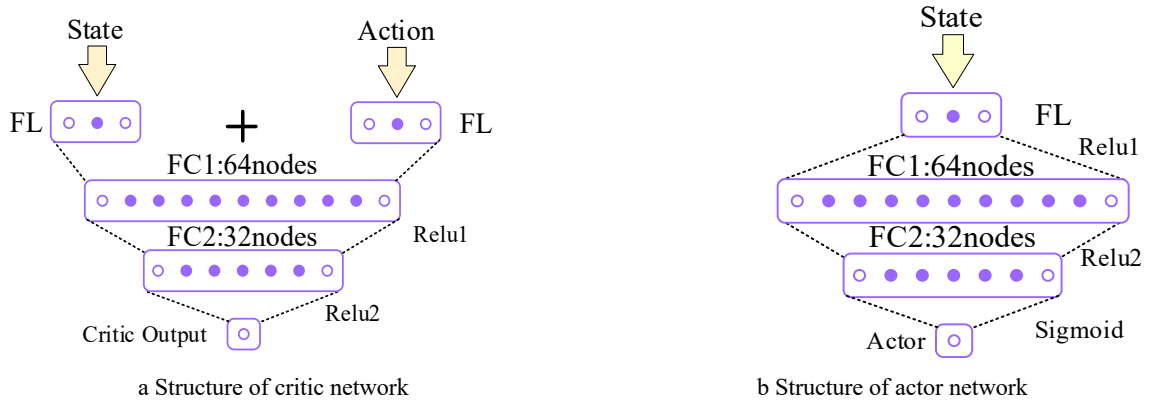 State
Action
FL
+
FL
FC1:64nodes
FC2:32nodes
Relu1
Relu2
Critic Output
a Structure of critic network
State
FL
Relu1
FC1:64nodes
FC2:32nodes
Relu2
Sigmoid
Actor
b Structure of actor network